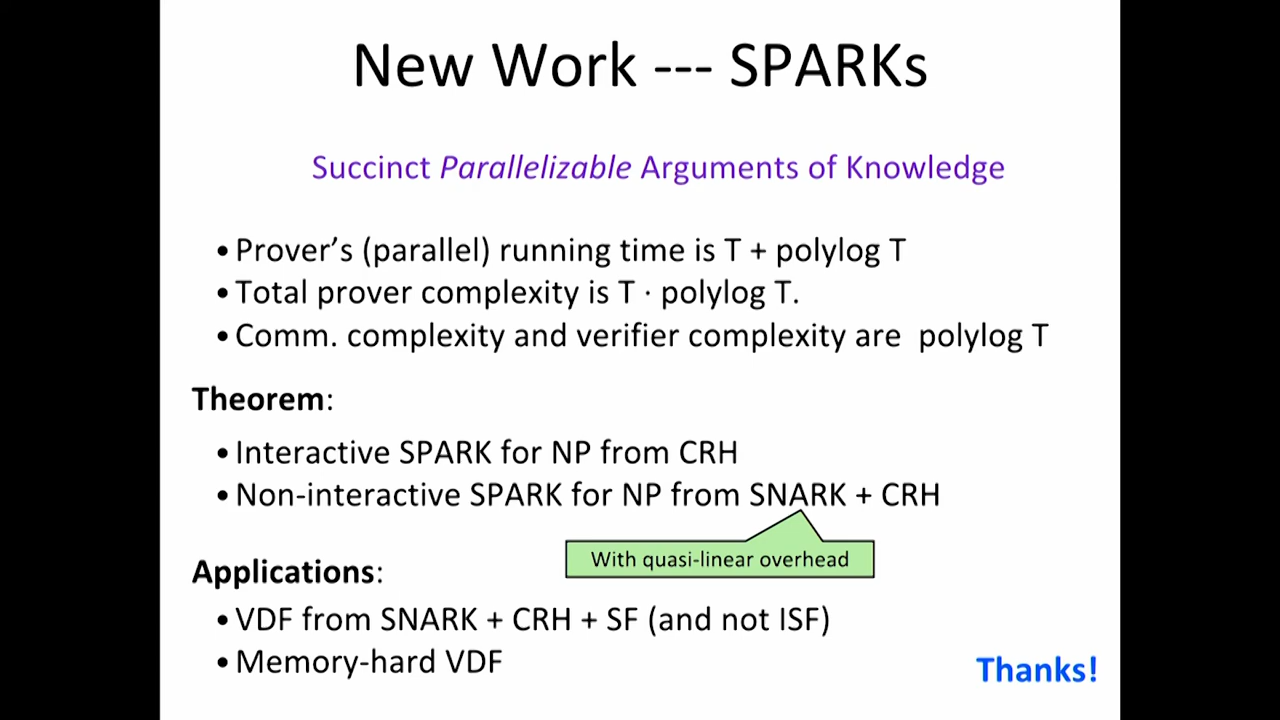 New Work --- SPARKs
Succinct Parallelizable Arguments of Knowledge
• Prover’s (parallel) running time is T + polylog T
• Total prover complexity is T · polylog T.
• Comm. complexity and verifier complexity are polylog T
Theorem:
• Interactive SPARK for NP from CRH
• Non-interactive SPARK for NP from SNARK + CRH
With quasi-linear overhead
Applications:
• VDF from SNARK + CRH + SF (and not ISF)
• Memory-hard VDF
Thanks!